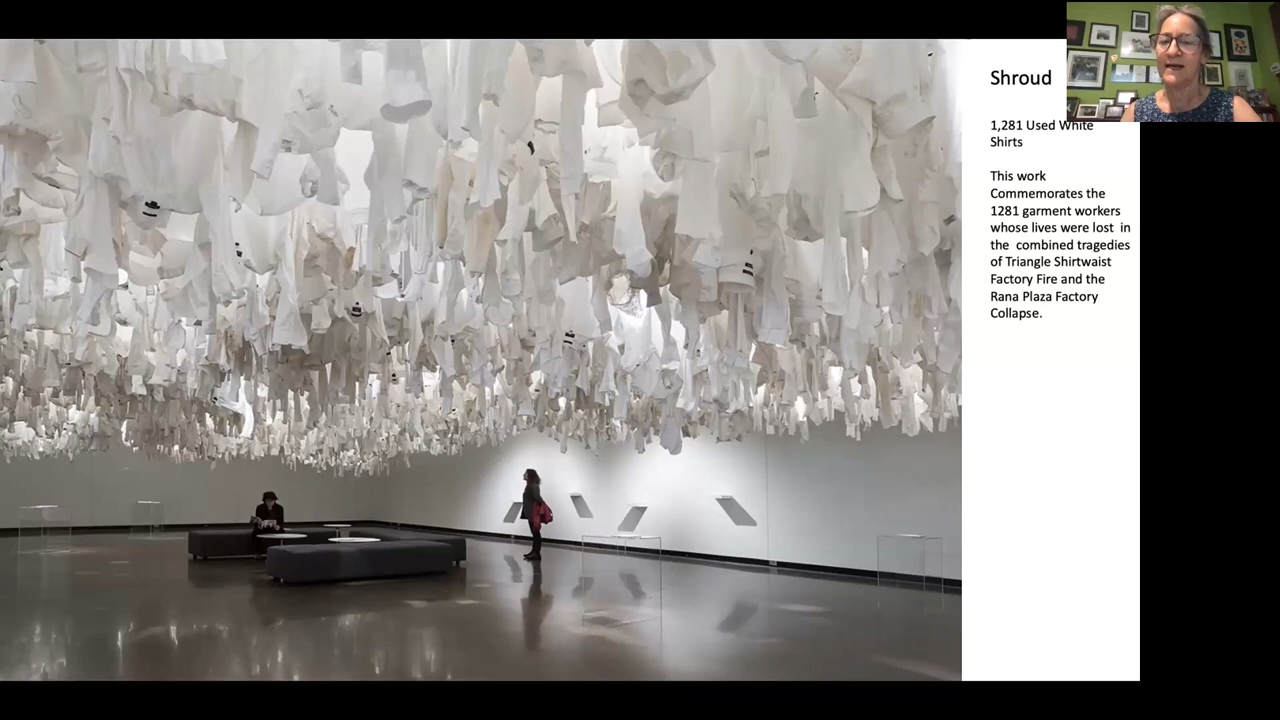 Shroud
1,281 Used White
Shirts
This work
Commemorates the
1281 garment workers
whose lives were lost in
the combined tragedies
of Triangle Shirtwaist
Factory Fire and the
Rana Plaza Factory
Collapse.